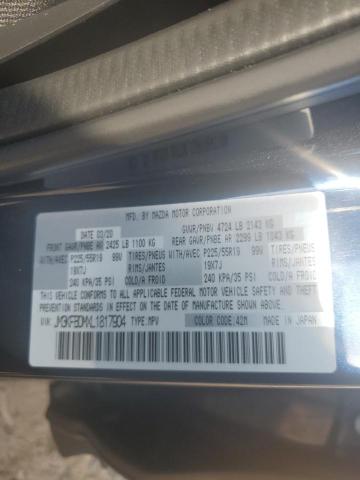 MFD. BY MAZDA MOTOR CORPORATION
DATE 03/20 GVWR/PNBV 4724 LB 2143 KG
FRONT GAWR/PNBE AR 2425 LB 1100 KG REAR GAWR/PNBE AR 2299 LB 1043 KG
WITH/AVEC P225/55R19 99V TIRES/PNEUS WITH/AVEC P225/55R19 99V TIRES/PNEUS
19X7J RIMS/JANTES 19X7J RIMS/JANTES
240 KPA/35 PSI COLD/A FROID 240 KPA/35 PSI COLD/A FROID
THIS VEHICLE CONFORMS TO ALL APPLICABLE FEDERAL MOTOR VEHICLE SAFETY, BUMPER, AND THEFT
PREVENTION STANDARDS IN EFFECT ON THE DATE OF MANUFACTURE SHOWN ABOVE.
VIN: JM3KFBDMXL1817904 TYPE:MPV COLOR CODE:42M MADE IN JAPAN